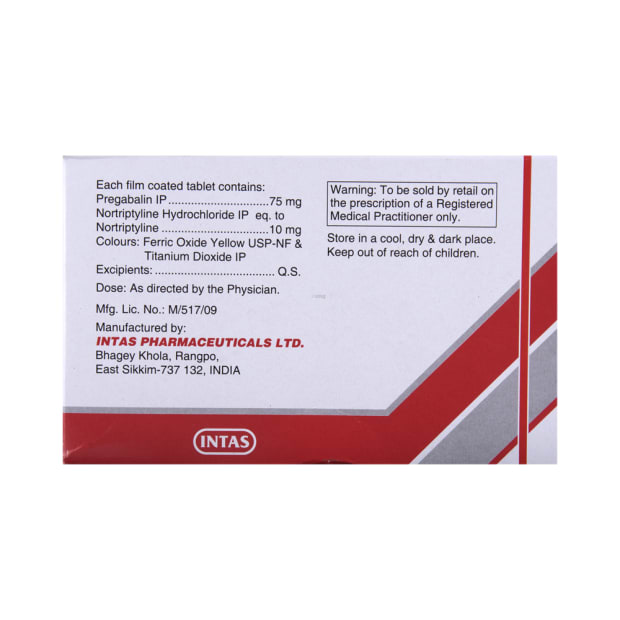 Each film coated tablet contains:
Pregabalin IP...............................75 mg
Nortriptyline Hydrochloride IP eq. to
Nortriptyline .................................10 mg
Colours: Ferric Oxide Yellow USP-NF &
Titanium Dioxide IP
Excipients: ..................................... Q.S.
Dose: As directed by the Physician.
Mfg. Lic. No.: M/517/09
Manufactured by:
INTAS PHARMACEUTICALS LTD.
Bhagey Khola, Rangpo,
East Sikkim-737 132, INDIA
Warning: To be sold by retail on
the prescription of a Registered
Medical Practitioner only.
Store in a cool, dry & dark place.
Keep out of reach of children.
INTAS